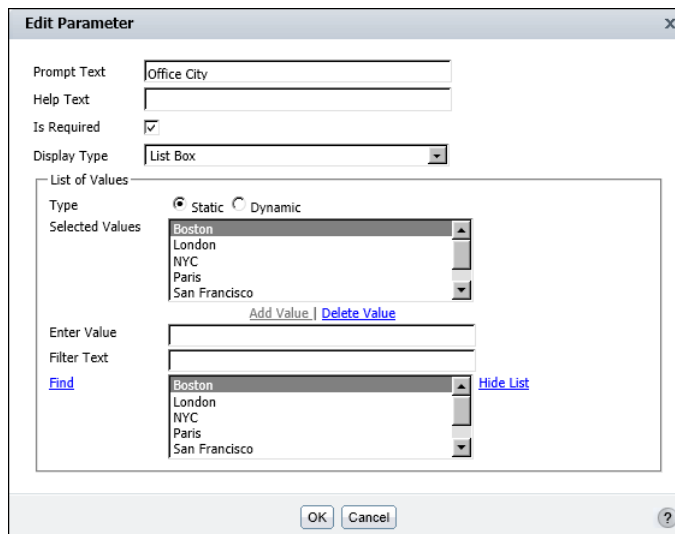 Edit Parameter x
Prompt Text Office City
Help Text
Is Required
Display Type List Box
List of Values
Type Static Dynamic
Selected Values Boston
London
NYC
Paris
San Francisco
Add Value | Delete Value
Enter Value
Filter Text
Find Boston Hide List
London
NYC
Paris
San Francisco
OK Cancel ?